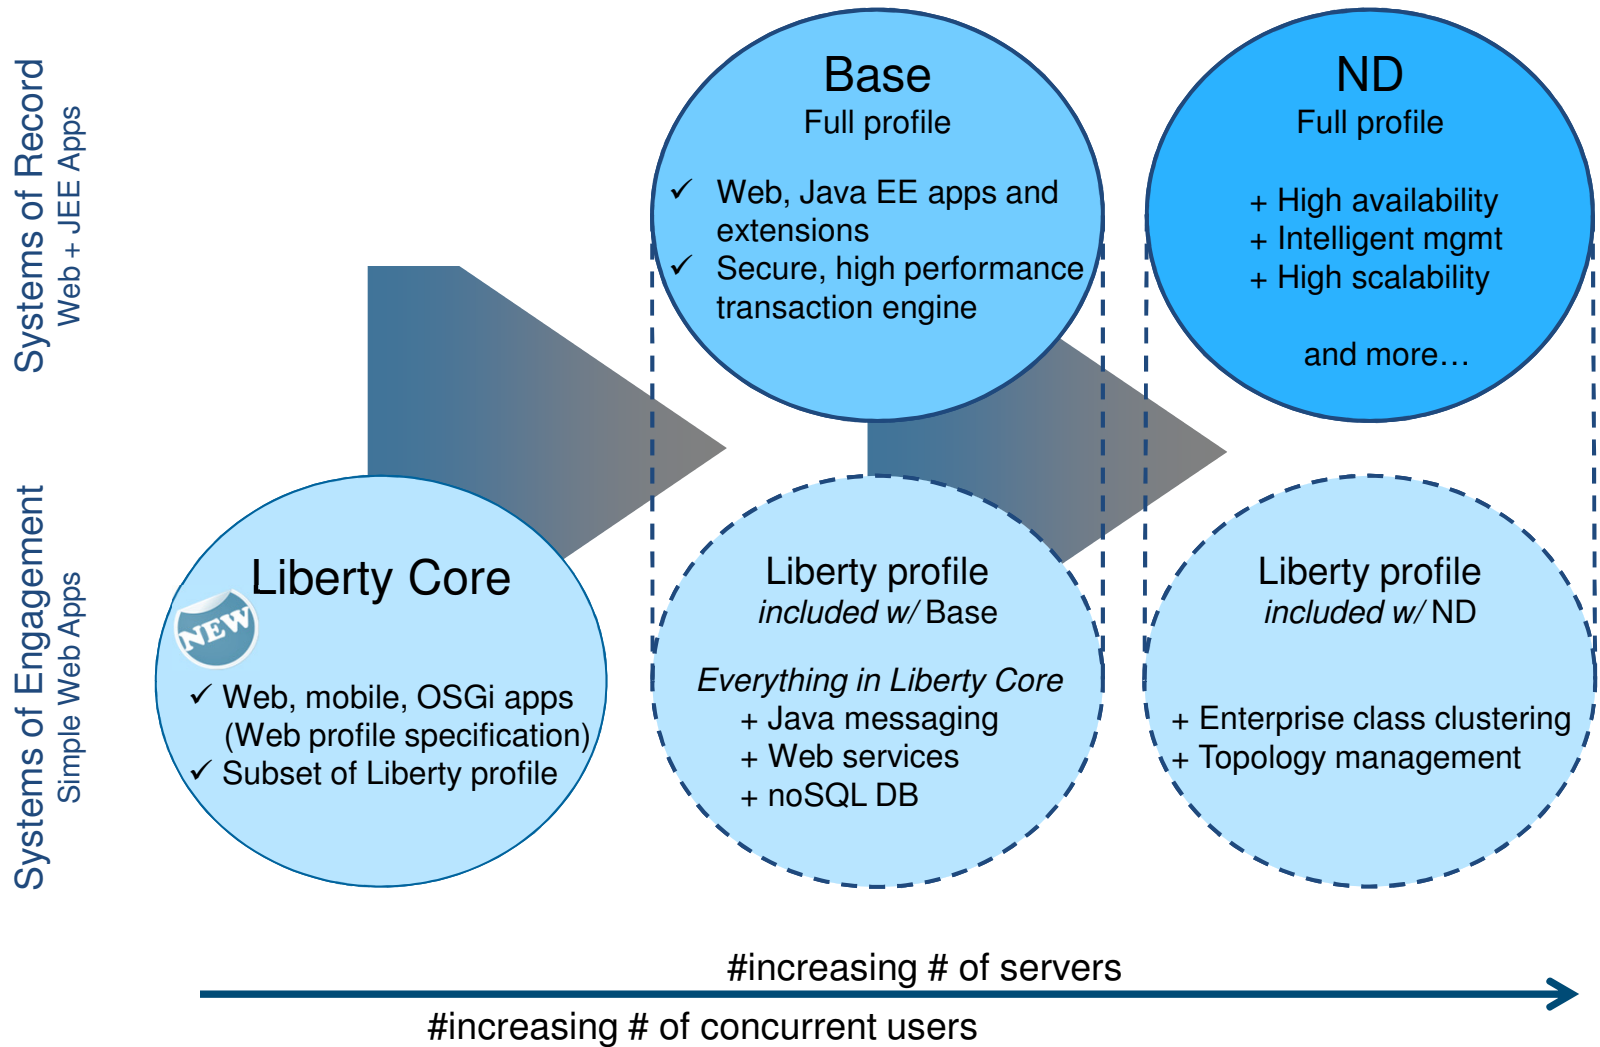 Systems of Record
Web + JEE Apps
Base
Full profile
✓ Web, Java EE apps and
extensions
✓ Secure, high performance
transaction engine
ND
Full profile
+ High availability
+ Intelligent mgmt
+ High scalability
and more…
Systems of Engagement
Simple Web Apps
Liberty Core
NEW
✓ Web, mobile, OSGi apps
(Web profile specification)
✓ Subset of Liberty profile
Liberty profile
included w/ Base
Everything in Liberty Core
+ Java messaging
+ Web services
+ noSQL DB
Liberty profile
included w/ ND
+ Enterprise class clustering
+ Topology management
#increasing # of servers
#increasing # of concurrent users